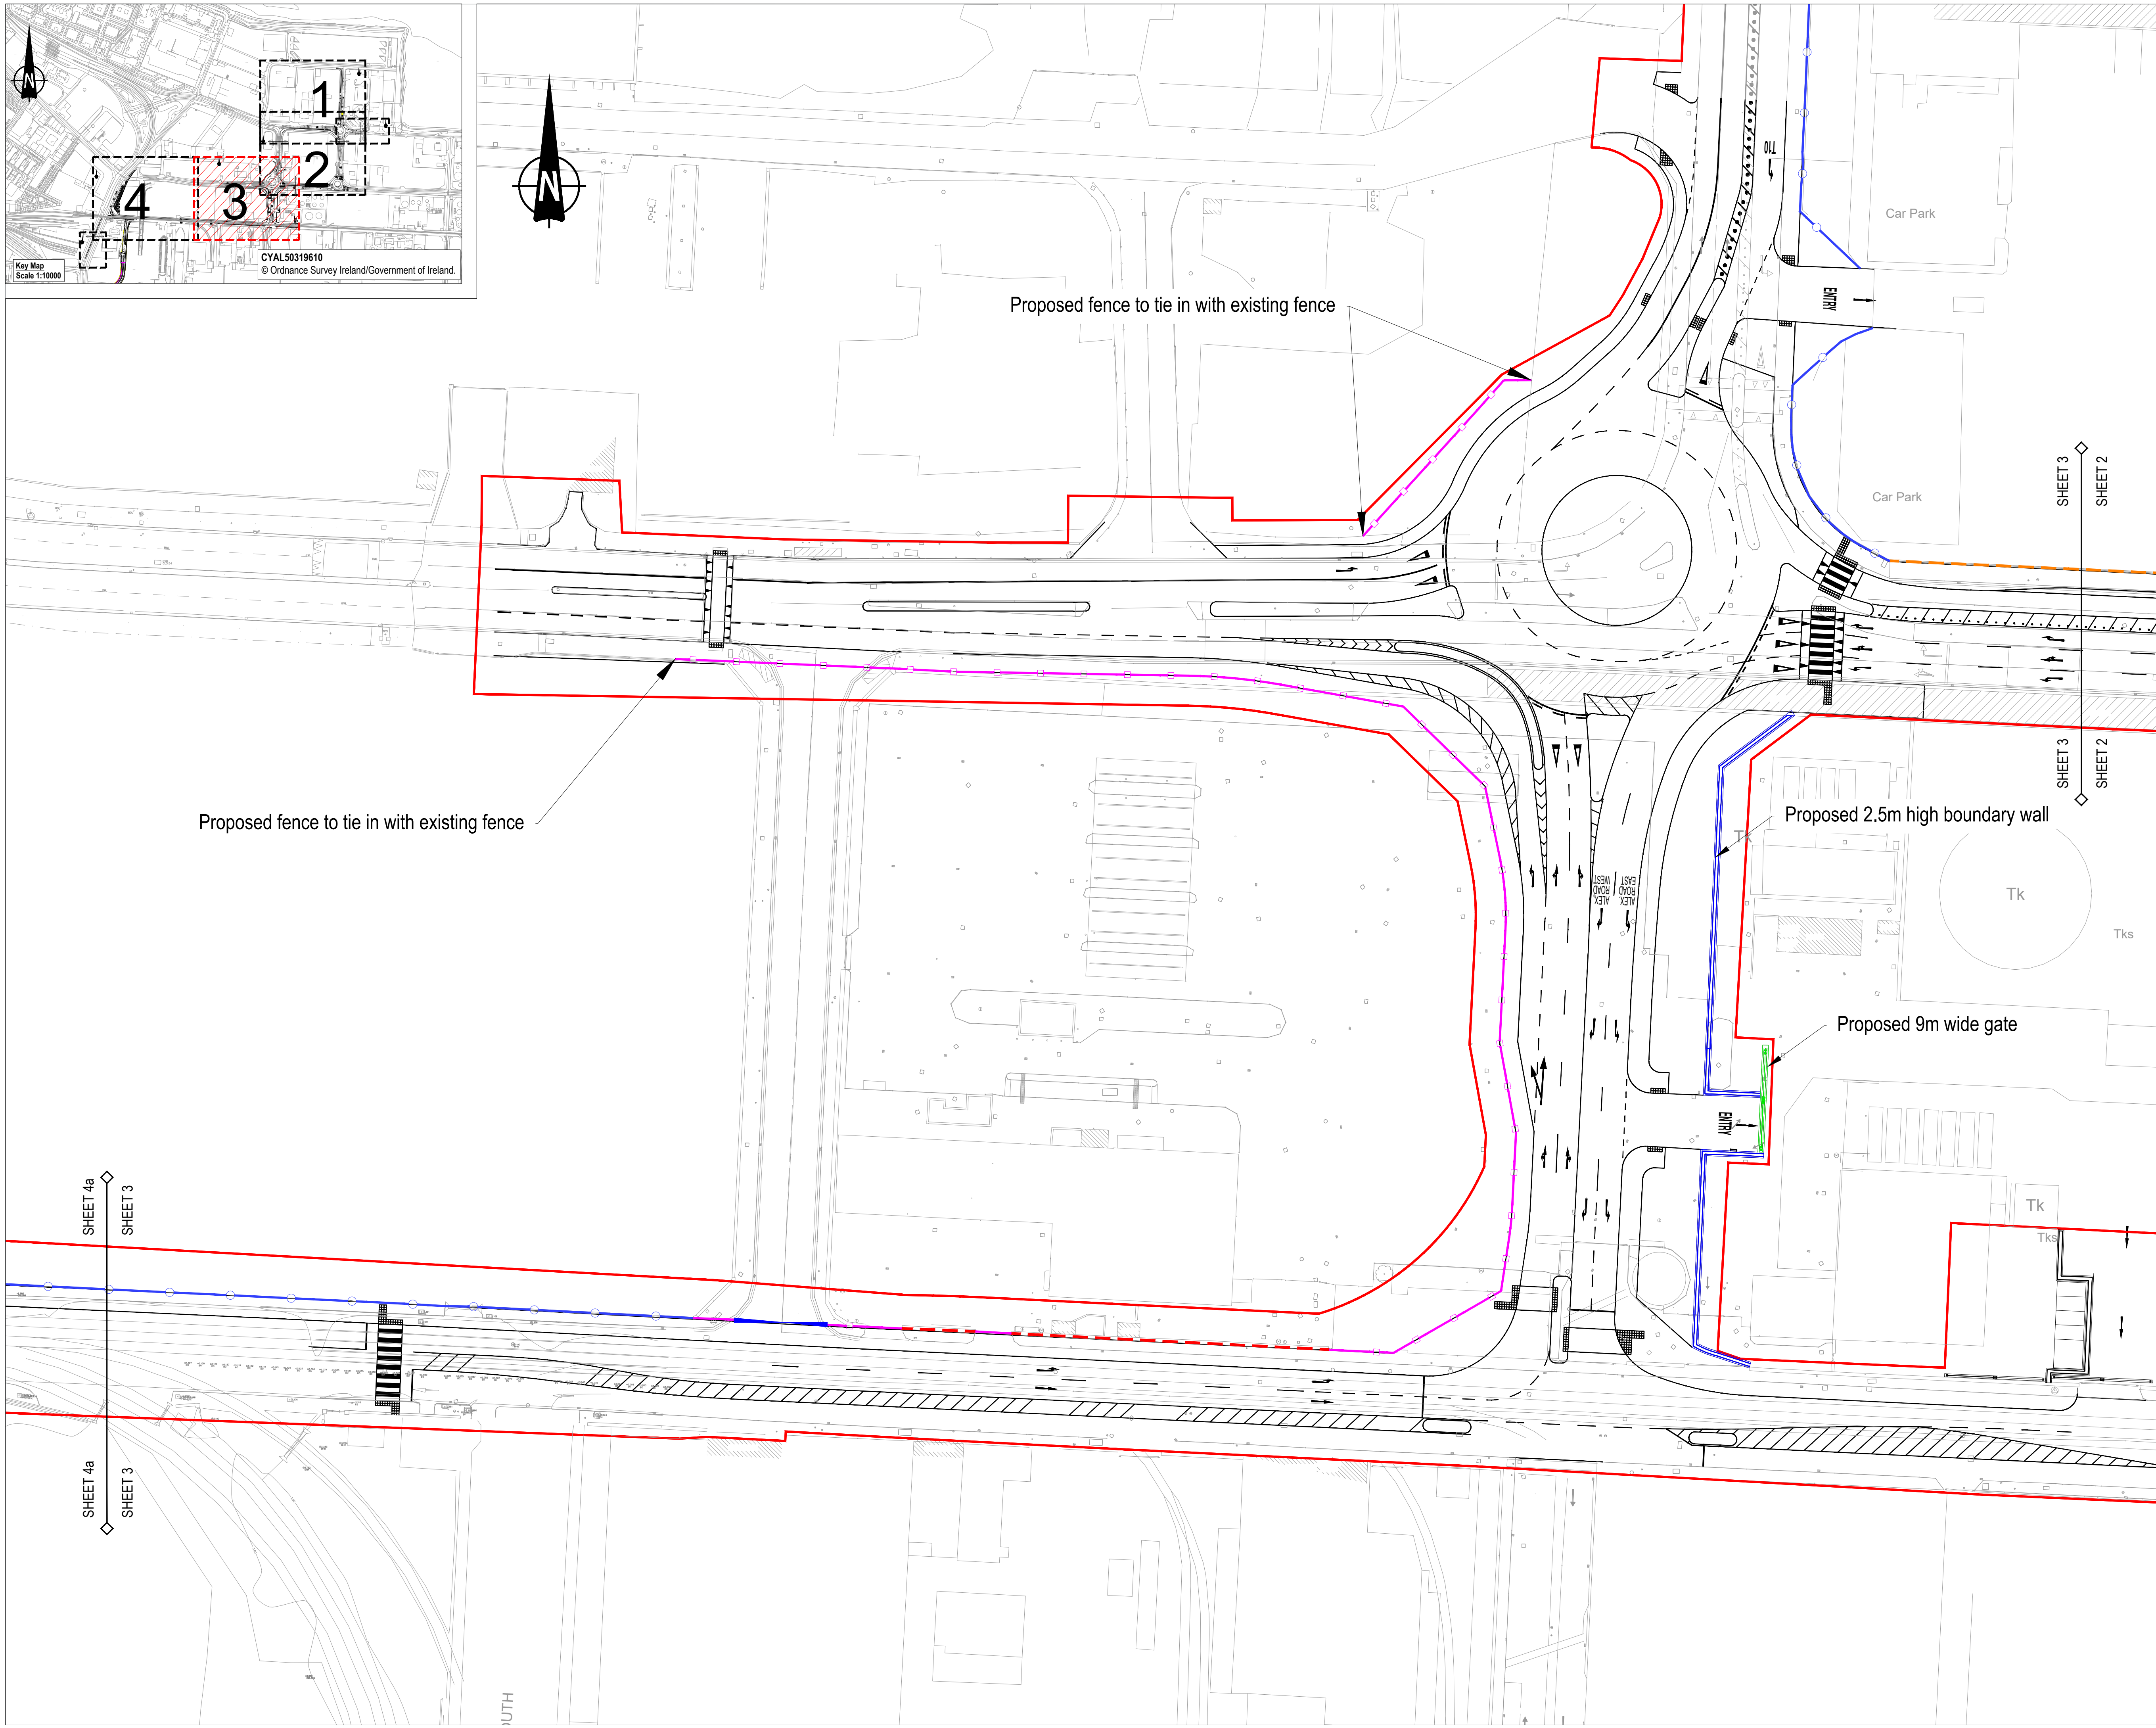 N
1
2
3
4
Key Map
Scale 1:10000
CYAL50319610
© Ordnance Survey Ireland/Government of Ireland.
N
Proposed fence to tie in with existing fence
T10
Car Park
ENTRY
Car Park
SHEET 3
SHEET 2
SHEET 3
SHEET 2
Proposed fence to tie in with existing fence
Proposed 2.5m high boundary wall
Tk
Tk
Tks
ALEX.
ROAD
WEST
ALEX.
ROAD
EAST
Proposed 9m wide gate
ENTRY
Tk
Tks
SHEET 4a
SHEET 3
SHEET 4a
SHEET 3